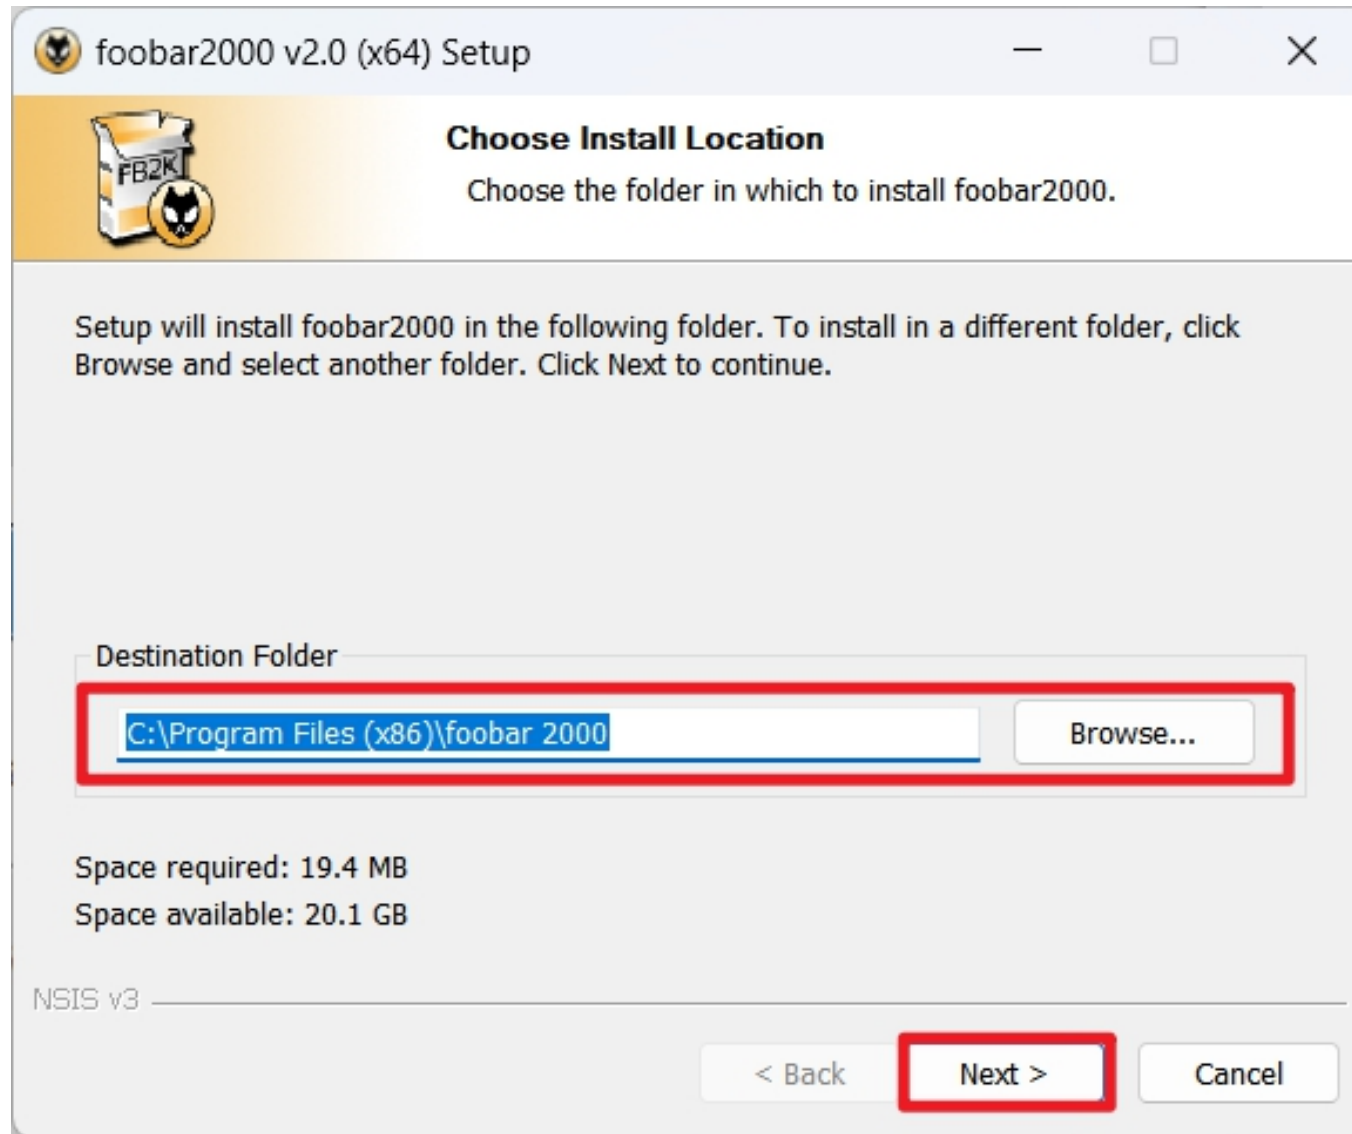 foobar2000 v2.0 (x64) Setup
FB2K
Choose Install Location
Choose the folder in which to install foobar2000.
Setup will install foobar2000 in the following folder. To install in a different folder, click
Browse and select another folder. Click Next to continue.
Destination Folder
C:\Program Files (x86)\foobar 2000
Browse...
Space required: 19.4 MB
Space available: 20.1 GB
NSIS v3
< Back
Next >
Cancel